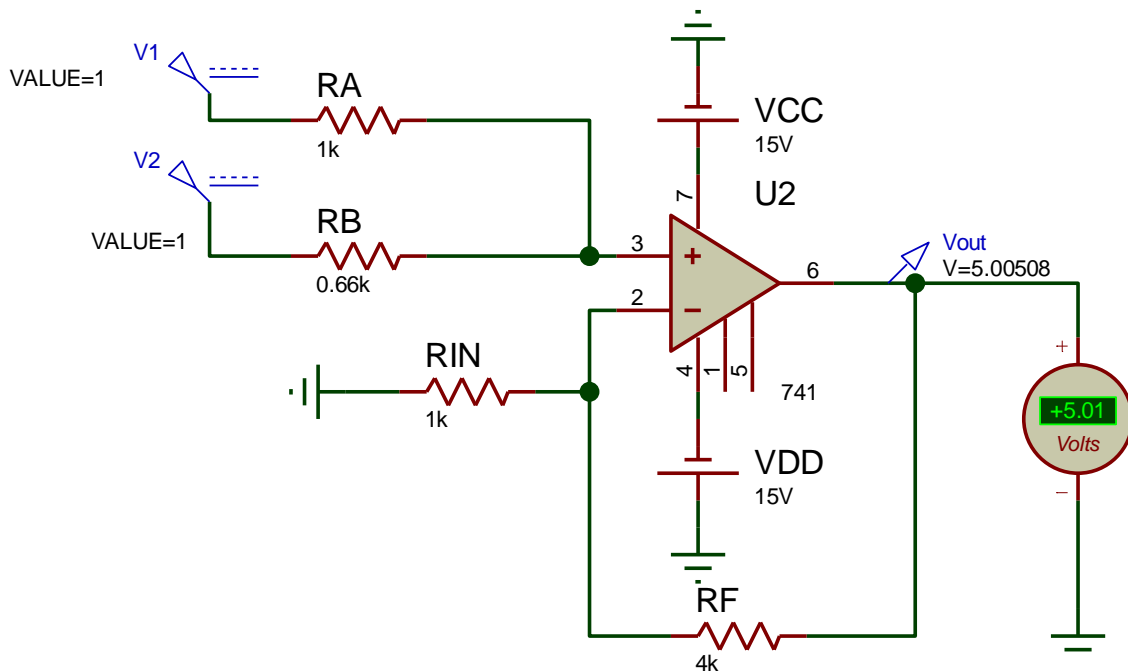 V1
VALUE=1
RA
1k
V2
VALUE=1
RB
0.66k
VCC
15V
U2
7
3
2
6
4
1
5
741
+
−
Vout
V=5.00508
RIN
1k
VDD
15V
RF
4k
+
+5.01
Volts
−